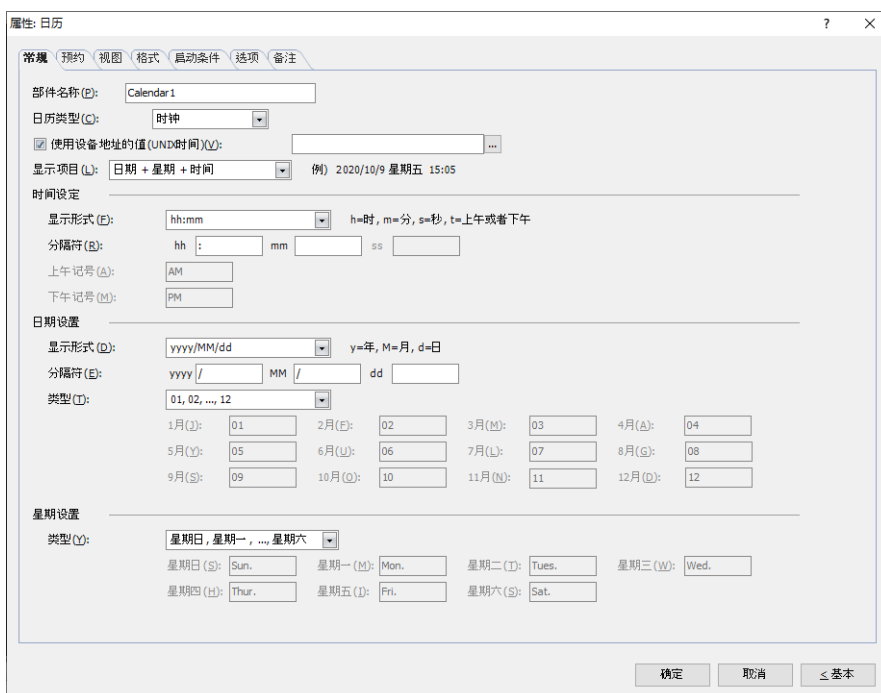 属性: 日历 ? ×
常规 预约 视图 格式 启动条件 选项 备注
部件名称(P): Calendar1
日历类型(C): 时钟
使用设备地址的值(UNIX时间)(V): ...
显示项目(L): 日期 + 星期 + 时间 例) 2020/10/9 星期五 15:05
时间设定
显示形式(F): hh:mm h=时, m=分, s=秒, t=上午或者下午
分隔符(R): hh : mm ss
上午记号(A): AM
下午记号(M): PM
日期设置
显示形式(D): yyyy/MM/dd y=年, M=月, d=日
分隔符(E): yyyy / MM / dd
类型(T): 01, 02, ..., 12
1月(J): 01 2月(F): 02 3月(M): 03 4月(A): 04
5月(Y): 05 6月(U): 06 7月(L): 07 8月(G): 08
9月(S): 09 10月(O): 10 11月(N): 11 12月(D): 12
星期设置
类型(Y): 星期日, 星期一, ..., 星期六
星期日(S): Sun. 星期一(M): Mon. 星期二(T): Tues. 星期三(W): Wed.
星期四(H): Thur. 星期五(I): Fri. 星期六(S): Sat.
确定 取消 < 基本